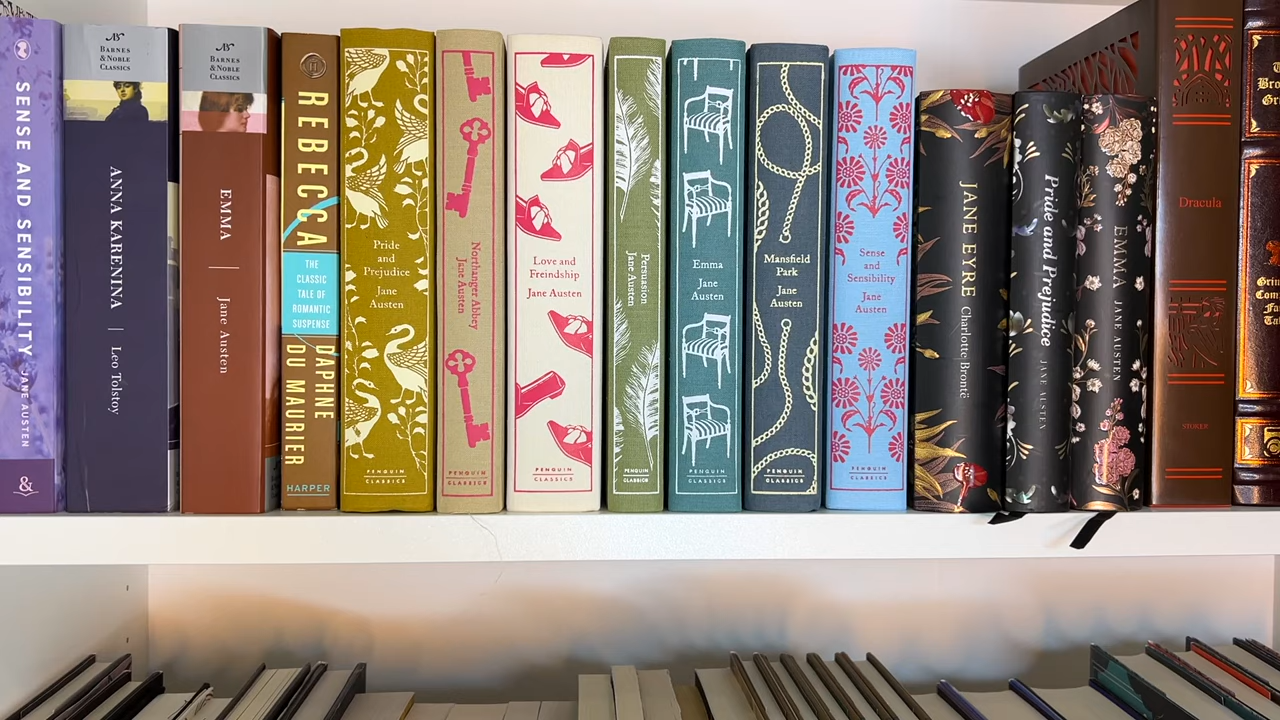 SENSE AND SENSIBILITY JANE AUSTEN
&
BARNES
& NOBLE
CLASSICS
ANNA KARENINA | Leo Tolstoy
BARNES
& NOBLE
CLASSICS
EMMA | Jane Austen
H
REBECCA
THE
CLASSIC
TALE OF
ROMANTIC
SUSPENSE
DAPHNE
DU MAURIER
HARPER
Pride
and
Prejudice
Jane
Austen
PENGUIN
CLASSICS
Northanger Abbey
Jane Austen
PENGUIN
CLASSICS
Love and
Freindship
Jane Austen
PENGUIN
CLASSICS
Persuasion
Jane Austen
PENGUIN
CLASSICS
Emma
Jane
Austen
PENGUIN
CLASSICS
Mansfield
Park
Jane
Austen
PENGUIN
CLASSICS
Sense
and
Sensibility
Jane
Austen
PENGUIN
CLASSICS
JANE EYRE Charlotte Brontë
Pride and Prejudice JANE AUSTEN
EMMA JANE AUSTEN
Dracula
STOKER